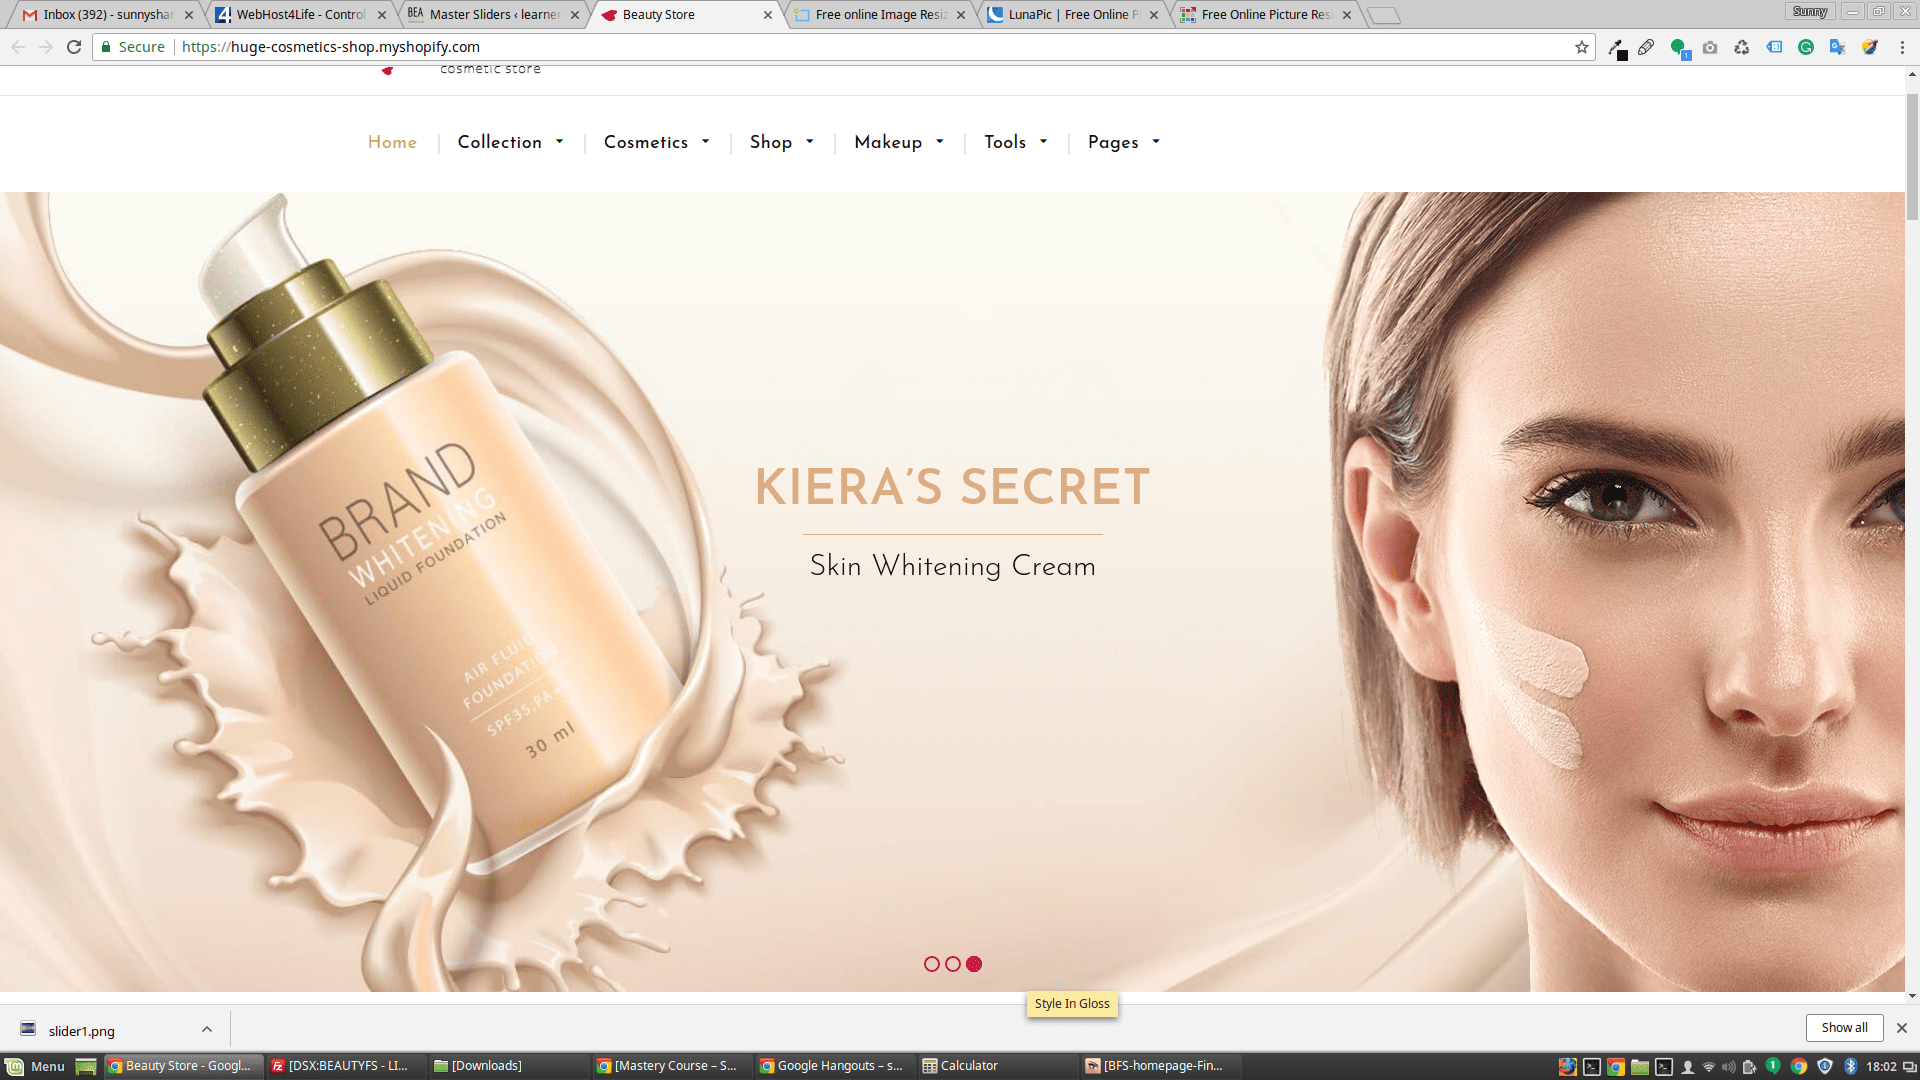 Inbox (392) - sunnyshar
WebHost4Life - Control
BEA Master Sliders ‹ learner
Beauty Store
Free online Image Resiz
LunaPic | Free Online P
Free Online Picture Resi
Sunny
Secure https://huge-cosmetics-shop.myshopify.com
cosmetic store
Home
Collection
Cosmetics
Shop
Makeup
Tools
Pages
BRAND
WHITENING
LIQUID FOUNDATION
AIR FLUID
FOUNDATION
SPF35,PA
30 ml
KIERA'S SECRET
Skin Whitening Cream
Style In Gloss
slider1.png
Show all
Menu
Beauty Store - Googl...
[DSX:BEAUTYFS - LI...
[Downloads]
[Mastery Course – S...
Google Hangouts – s...
Calculator
[BFS-homepage-Fin...
18:02